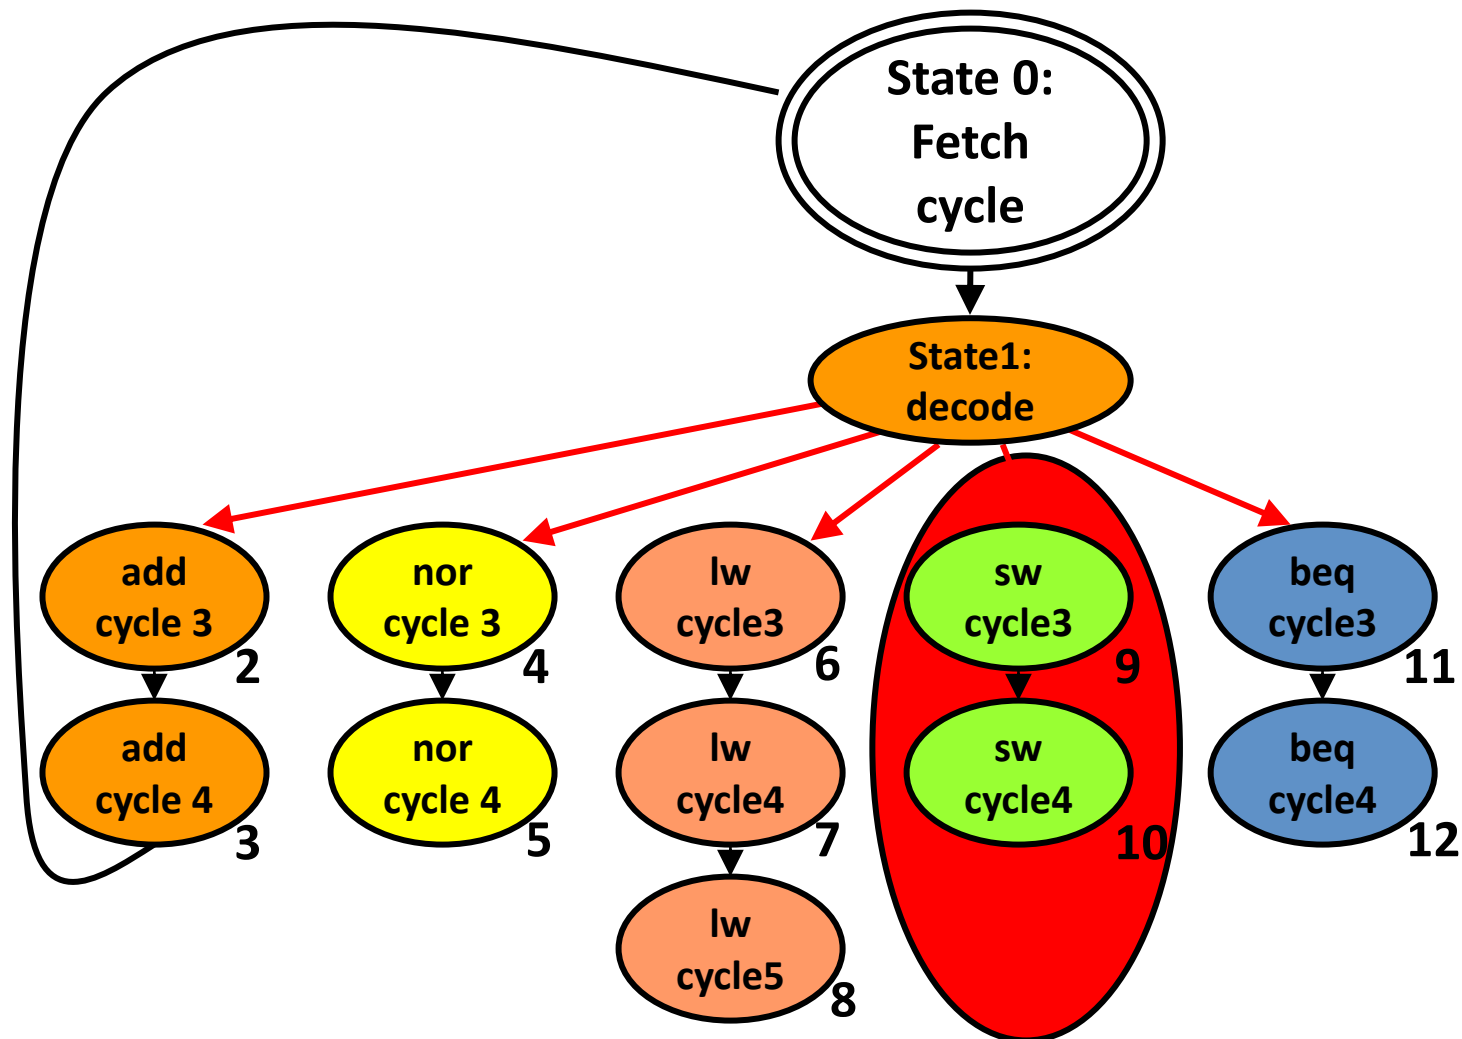 State 0:
Fetch
cycle
State1:
decode
add
cycle 3
2
nor
cycle 3
4
lw
cycle3
6
sw
cycle3
9
beq
cycle3
11
add
cycle 4
3
nor
cycle 4
5
lw
cycle4
7
sw
cycle4
10
beq
cycle4
12
lw
cycle5
8